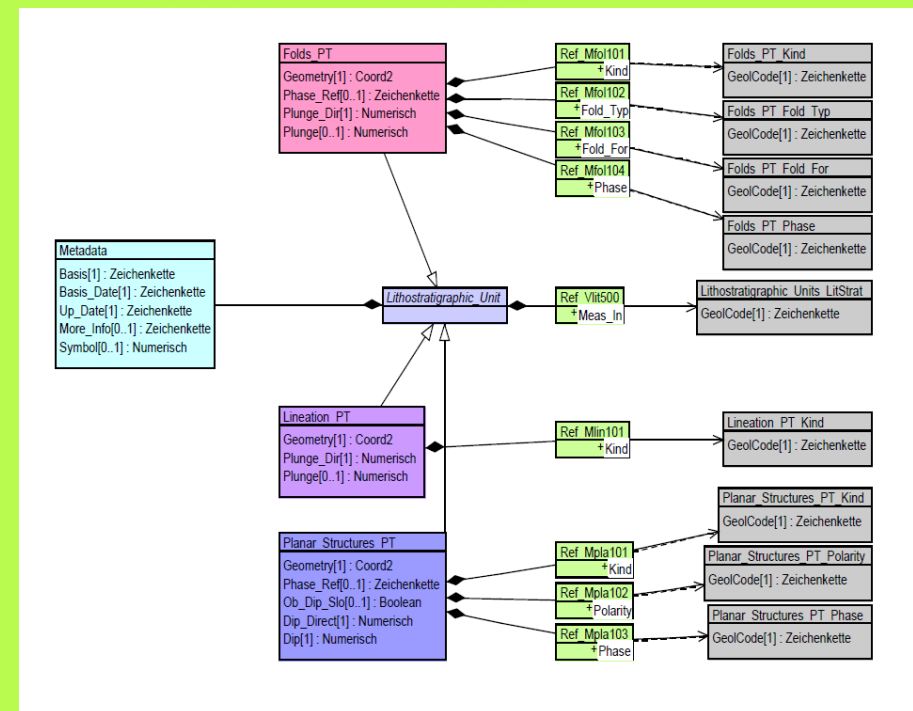 Folds_PT
Geometry[1] : Coord2
Phase_Ref[0..1] : Zeichenkette
Plunge_Dir[1] : Numerisch
Plunge[0..1] : Numerisch
Ref_Mfol101
+Kind
Ref_Mfol102
+Fold_Typ
Ref_Mfol103
+Fold_For
Ref_Mfol104
+Phase
Folds_PT_Kind
GeolCode[1] : Zeichenkette
Folds_PT_Fold_Typ
GeolCode[1] : Zeichenkette
Folds_PT_Fold_For
GeolCode[1] : Zeichenkette
Folds_PT_Phase
GeolCode[1] : Zeichenkette
Metadata
Basis[1] : Zeichenkette
Basis_Date[1] : Zeichenkette
Up_Date[1] : Zeichenkette
More_Info[0..1] : Zeichenkette
Symbol[0..1] : Numerisch
Lithostratigraphic_Unit
Ref_Vlit500
+Meas_In
Lithostratigraphic_Units_LitStrat
GeolCode[1] : Zeichenkette
Lineation_PT
Geometry[1] : Coord2
Plunge_Dir[1] : Numerisch
Plunge[0..1] : Numerisch
Ref_Mlin101
+Kind
Lineation_PT_Kind
GeolCode[1] : Zeichenkette
Planar_Structures_PT
Geometry[1] : Coord2
Phase_Ref[0..1] : Zeichenkette
Ob_Dip_Slo[0..1] : Boolean
Dip_Direct[1] : Numerisch
Dip[1] : Numerisch
Ref_Mpla101
+Kind
Ref_Mpla102
+Polarity
Ref_Mpla103
+Phase
Planar_Structures_PT_Kind
GeolCode[1] : Zeichenkette
Planar_Structures_PT_Polarity
GeolCode[1] : Zeichenkette
Planar_Structures_PT_Phase
GeolCode[1] : Zeichenkette